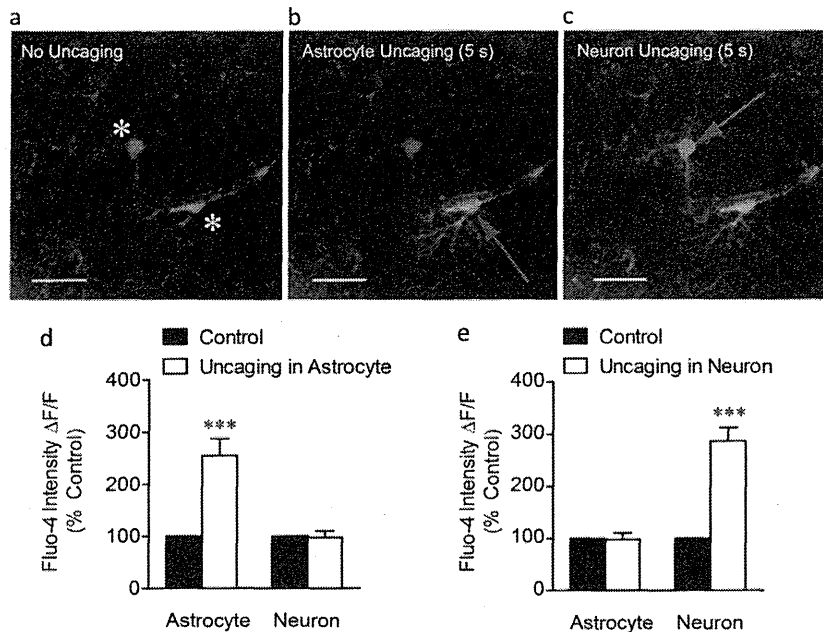 a
b
c
No Uncaging
Astrocyte Uncaging (5 s)
Neuron Uncaging (5 s)
*
*
d
Control
Uncaging in Astrocyte
Fluo-4 Intensity ΔF/F
(% Control)
400
300
200
100
0
***
Astrocyte
Neuron
e
Control
Uncaging in Neuron
Fluo-4 Intensity ΔF/F
(% Control)
400
300
200
100
0
***
Astrocyte
Neuron